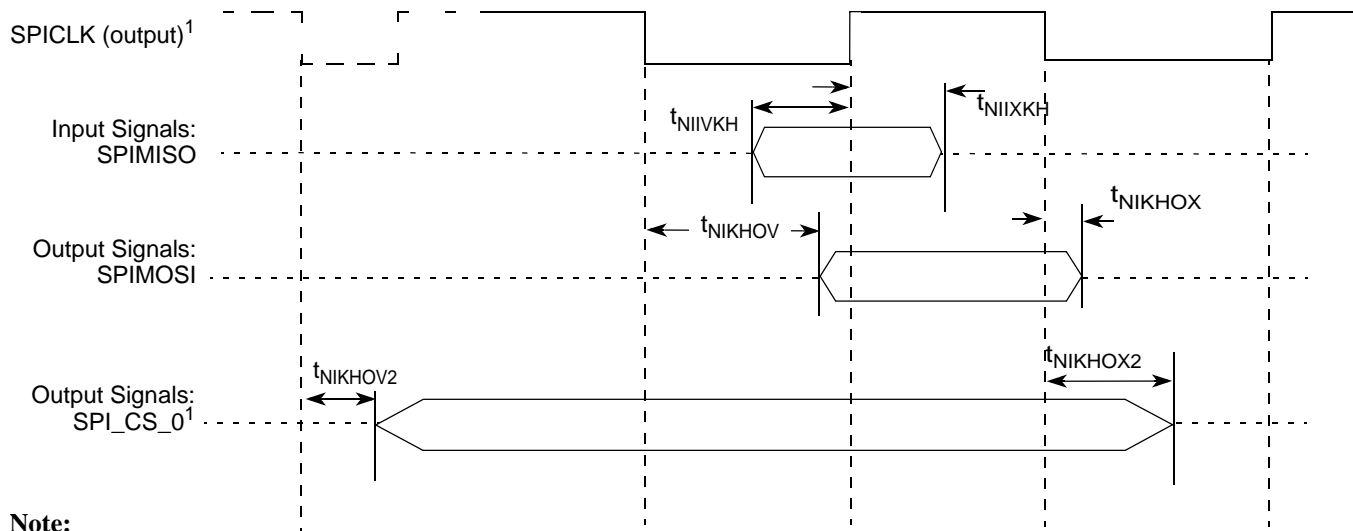 SPICLK (output)1
tNIIVKH
tNIIXKH
Input Signals:
SPIMISO
tNIKHOV
tNIKHOX
Output Signals:
SPIMOSI
tNIKHOV2
tNIKHOX2
Output Signals:
SPI_CS_01
Note: